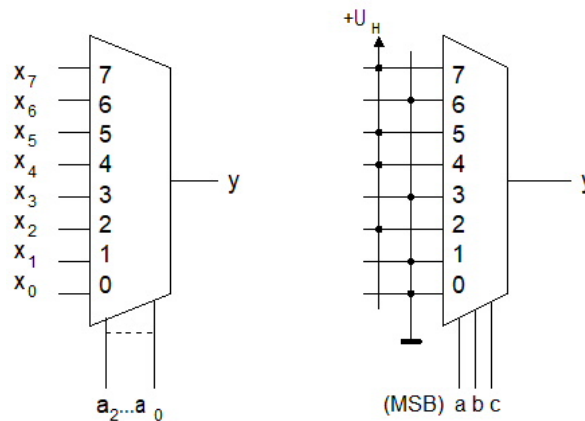 x7 7
x6 6
x5 5
x4 4
x3 3
x2 2
x1 1
x0 0
y
a2...a0
+UH
7
6
5
4
3
2
1
0
y
(MSB) a b c